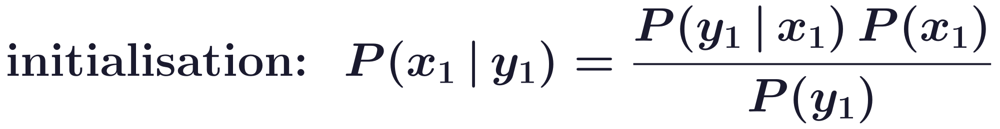 initialisation: P(x₁ | y₁) = P(y₁ | x₁) P(x₁) / P(y₁)